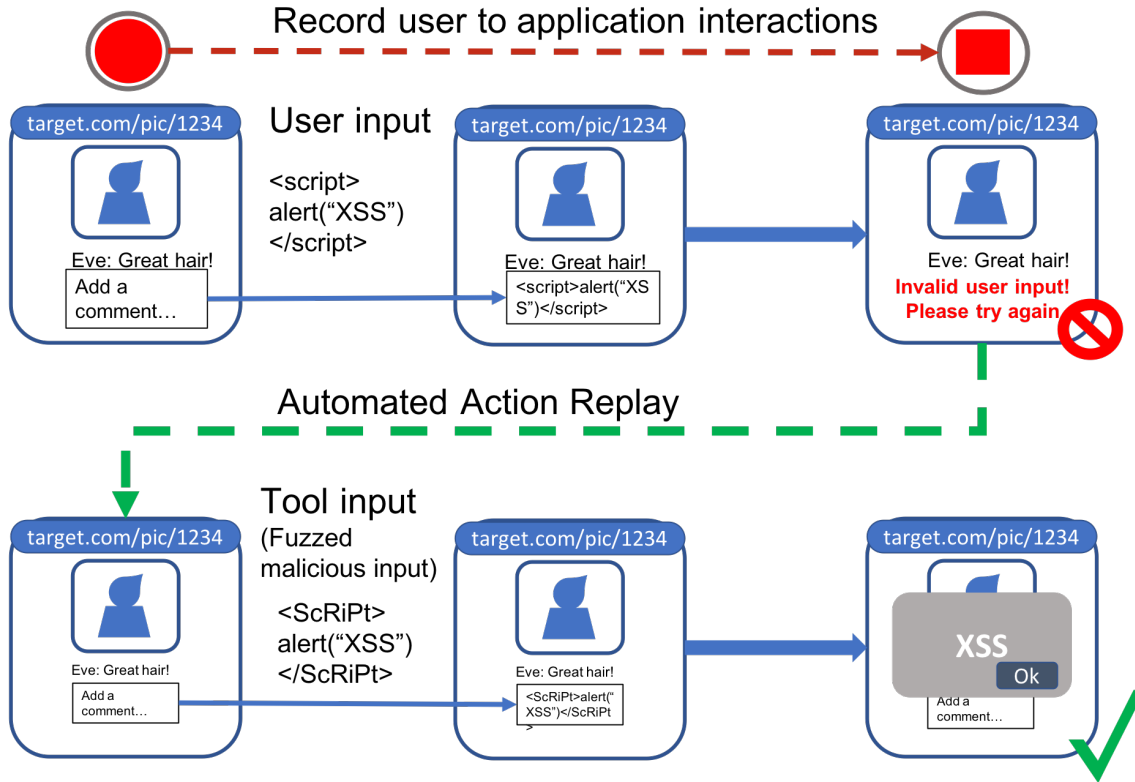 Record user to application interactions
target.com/pic/1234
User input
target.com/pic/1234
target.com/pic/1234
<script>
alert(“XSS”)
</script>
Eve: Great hair!
Add a
comment…
Eve: Great hair!
<script>alert(“XS
S”)</script>
Eve: Great hair!
Invalid user input!
Please try again
Automated Action Replay
target.com/pic/1234
Tool input
(Fuzzed
malicious input)
target.com/pic/1234
target.com/pic/1234
<ScRiPt>
alert(“XSS”)
</ScRiPt>
Eve: Great hair!
Add a
comment…
Eve: Great hair!
<ScRiPt>alert(“
XSS”)</ScRiPt
>
XSS
Ok
Add a
comment…